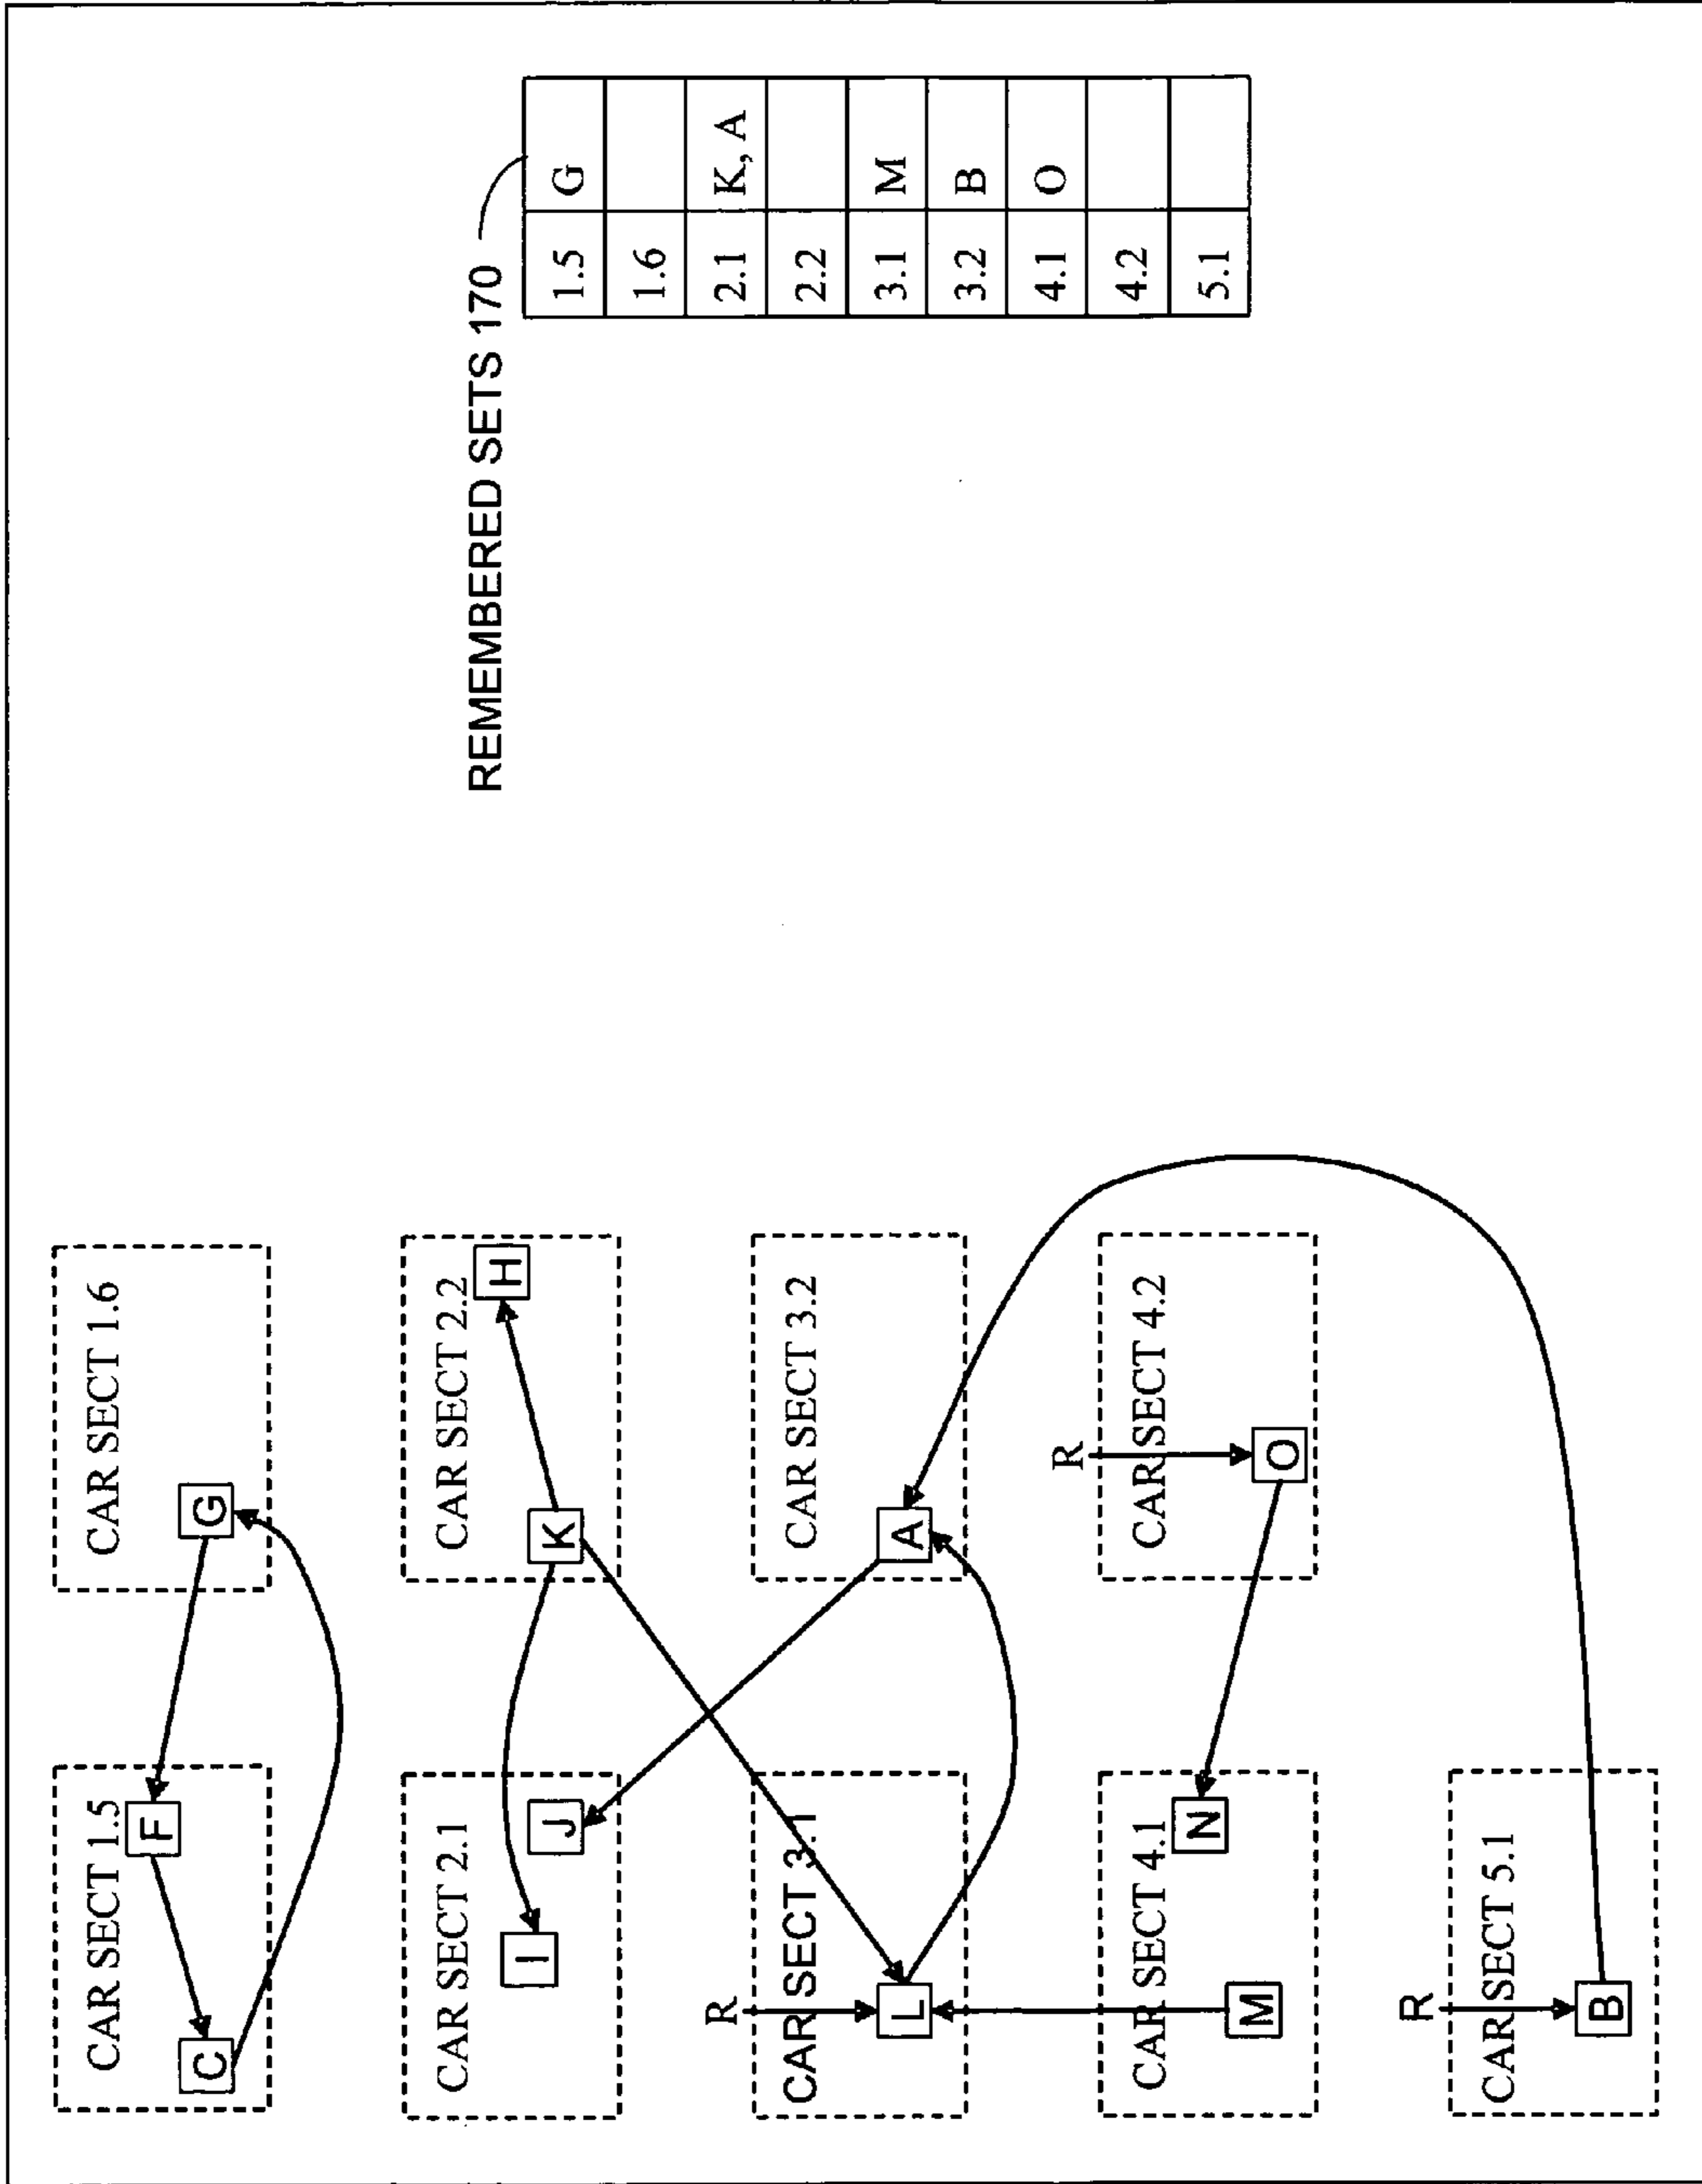 CAR SECT 1.5
CAR SECT 1.6
F
G
C
CAR SECT 2.1
CAR SECT 2.2
H
I
J
K
R
CAR SECT 3.1
CAR SECT 3.2
L
A
R
CAR SECT 4.1
CAR SECT 4.2
N
M
O
R
CAR SECT 5.1
B
REMEMBERED SETS 170
1.5 G
1.6
2.1 K, A
2.2
3.1 M
3.2 B
4.1 O
4.2
5.1